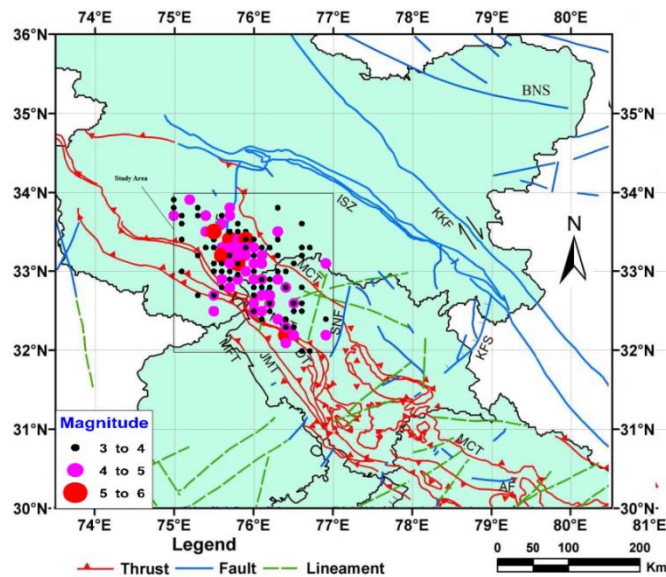 74°E 75°E 76°E 77°E 78°E 79°E 80°E
36°N 36°N
BNS
35°N 35°N
34°N 34°N
Study Area
ISZ
KKF
N
33°N 33°N
MCT
SNF
KFS
32°N 32°N
MFT
JMT
31°N 31°N
MCT
AF
Magnitude
3 to 4
4 to 5
5 to 6
30°N 30°N
74°E 75°E 76°E 77°E 78°E 79°E 80°E 81°E
Legend
Thrust Fault Lineament
0 50 100 200
Km